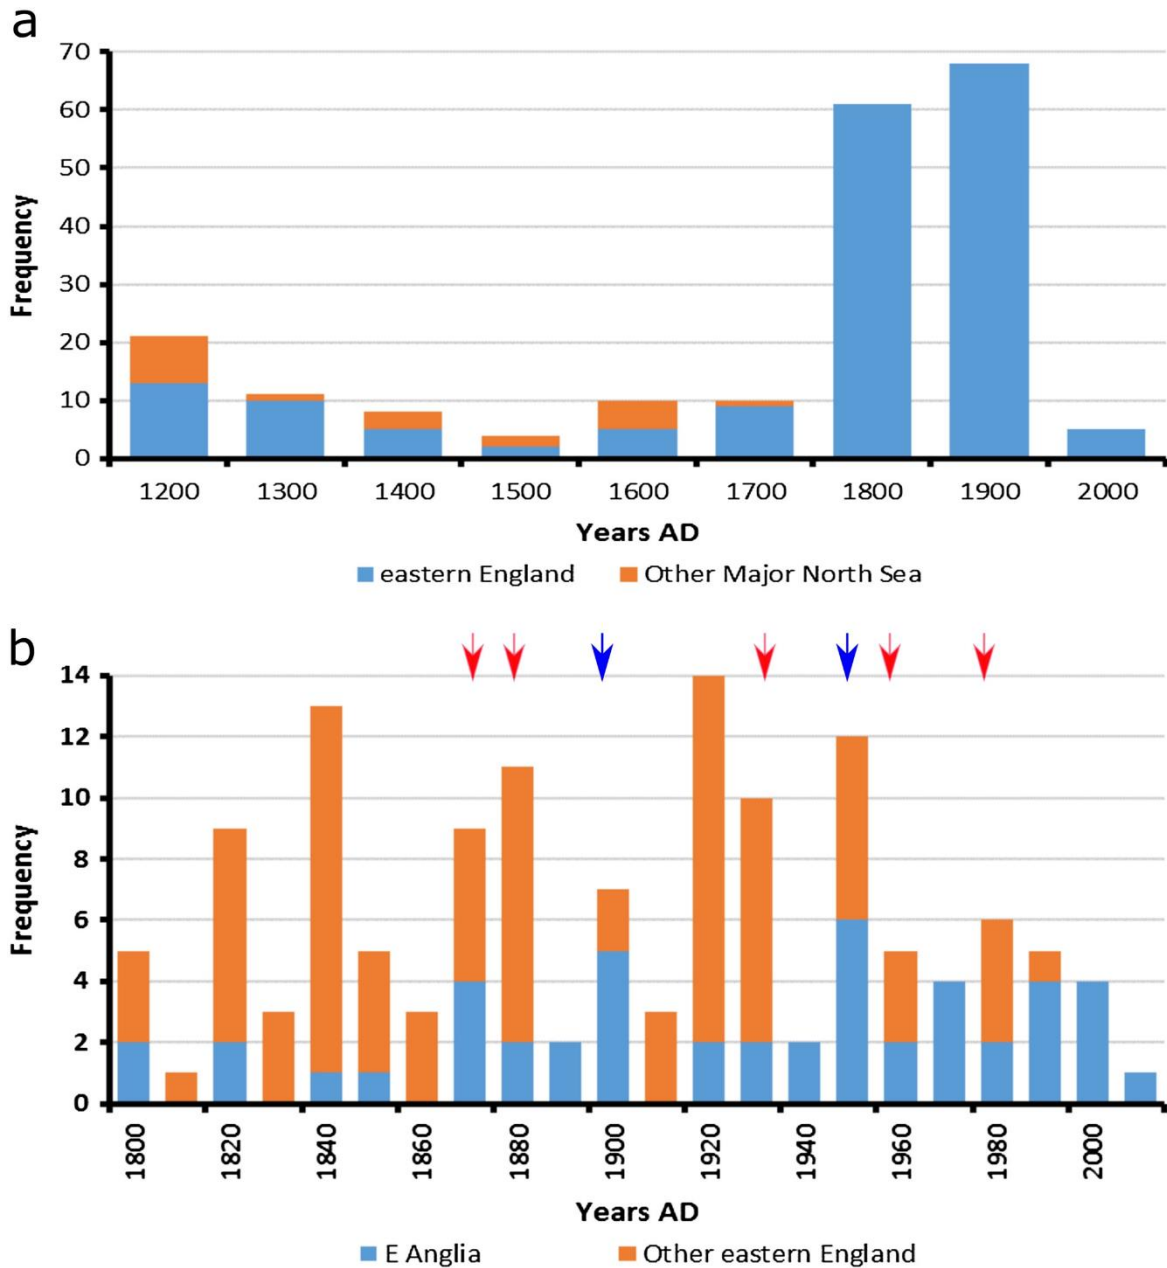 a
70
60
50
40
30
20
10
0
Frequency
1200 1300 1400 1500 1600 1700 1800 1900 2000
Years AD
eastern England Other Major North Sea
b
14
12
10
8
6
4
2
0
Frequency
1800 1820 1840 1860 1880 1900 1920 1940 1960 1980 2000
Years AD
E Anglia Other eastern England